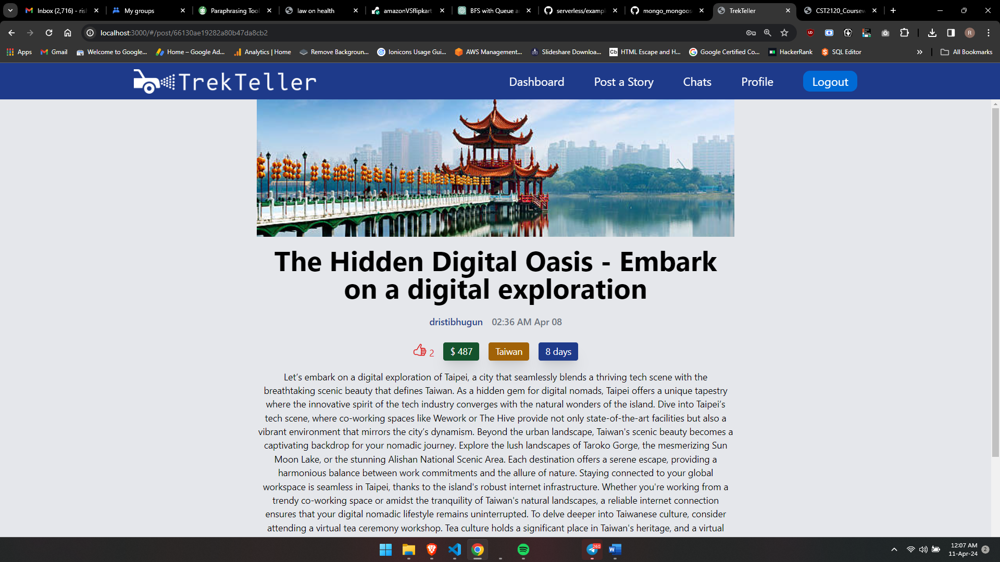 Inbox (2,716) - ris
My groups
Paraphrasing Tool
law on health
amazonVSflipkart
BFS with Queue a
serverless/exampl
mongo_mongoos
TrekTeller
CST2120_Coursew
localhost:3000/#/post/66130ae19282a80b47da8cb2
R
Apps
Gmail
Welcome to Google...
Home – Google Ad...
Analytics | Home
Remove Backgroun...
Ionicons Usage Gui...
AWS Management...
Slideshare Downloa...
Cb HTML Escape and H...
Google Certified Co...
HackerRank
SQL Editor
All Bookmarks
TrekTeller
Dashboard
Post a Story
Chats
Profile
Logout
The Hidden Digital Oasis - Embark
on a digital exploration
dristibhugun 02:36 AM Apr 08
2 $ 487 Taiwan 8 days
Let’s embark on a digital exploration of Taipei, a city that seamlessly blends a thriving tech scene with the
breathtaking scenic beauty that defines Taiwan. As a hidden gem for digital nomads, Taipei offers a unique tapestry
where the innovative spirit of the tech industry converges with the natural wonders of the island. Dive into Taipei’s
tech scene, where co-working spaces like Wework or The Hive provide not only state-of-the-art facilities but also a
vibrant environment that mirrors the city’s dynamism. Beyond the urban landscape, Taiwan's scenic beauty becomes a
captivating backdrop for your nomadic journey. Explore the lush landscapes of Taroko Gorge, the mesmerizing Sun
Moon Lake, or the stunning Alishan National Scenic Area. Each destination offers a serene escape, providing a
harmonious balance between work commitments and the allure of nature. Staying connected to your global
workspace is seamless in Taipei, thanks to the island's robust internet infrastructure. Whether you're working from a
trendy co-working space or amidst the tranquility of Taiwan's natural landscapes, a reliable internet connection
ensures that your digital nomadic lifestyle remains uninterrupted. To delve deeper into Taiwanese culture, consider
attending a virtual tea ceremony workshop. Tea culture holds a significant place in Taiwan's heritage, and a virtual
260
12:07 AM
11-Apr-24
2